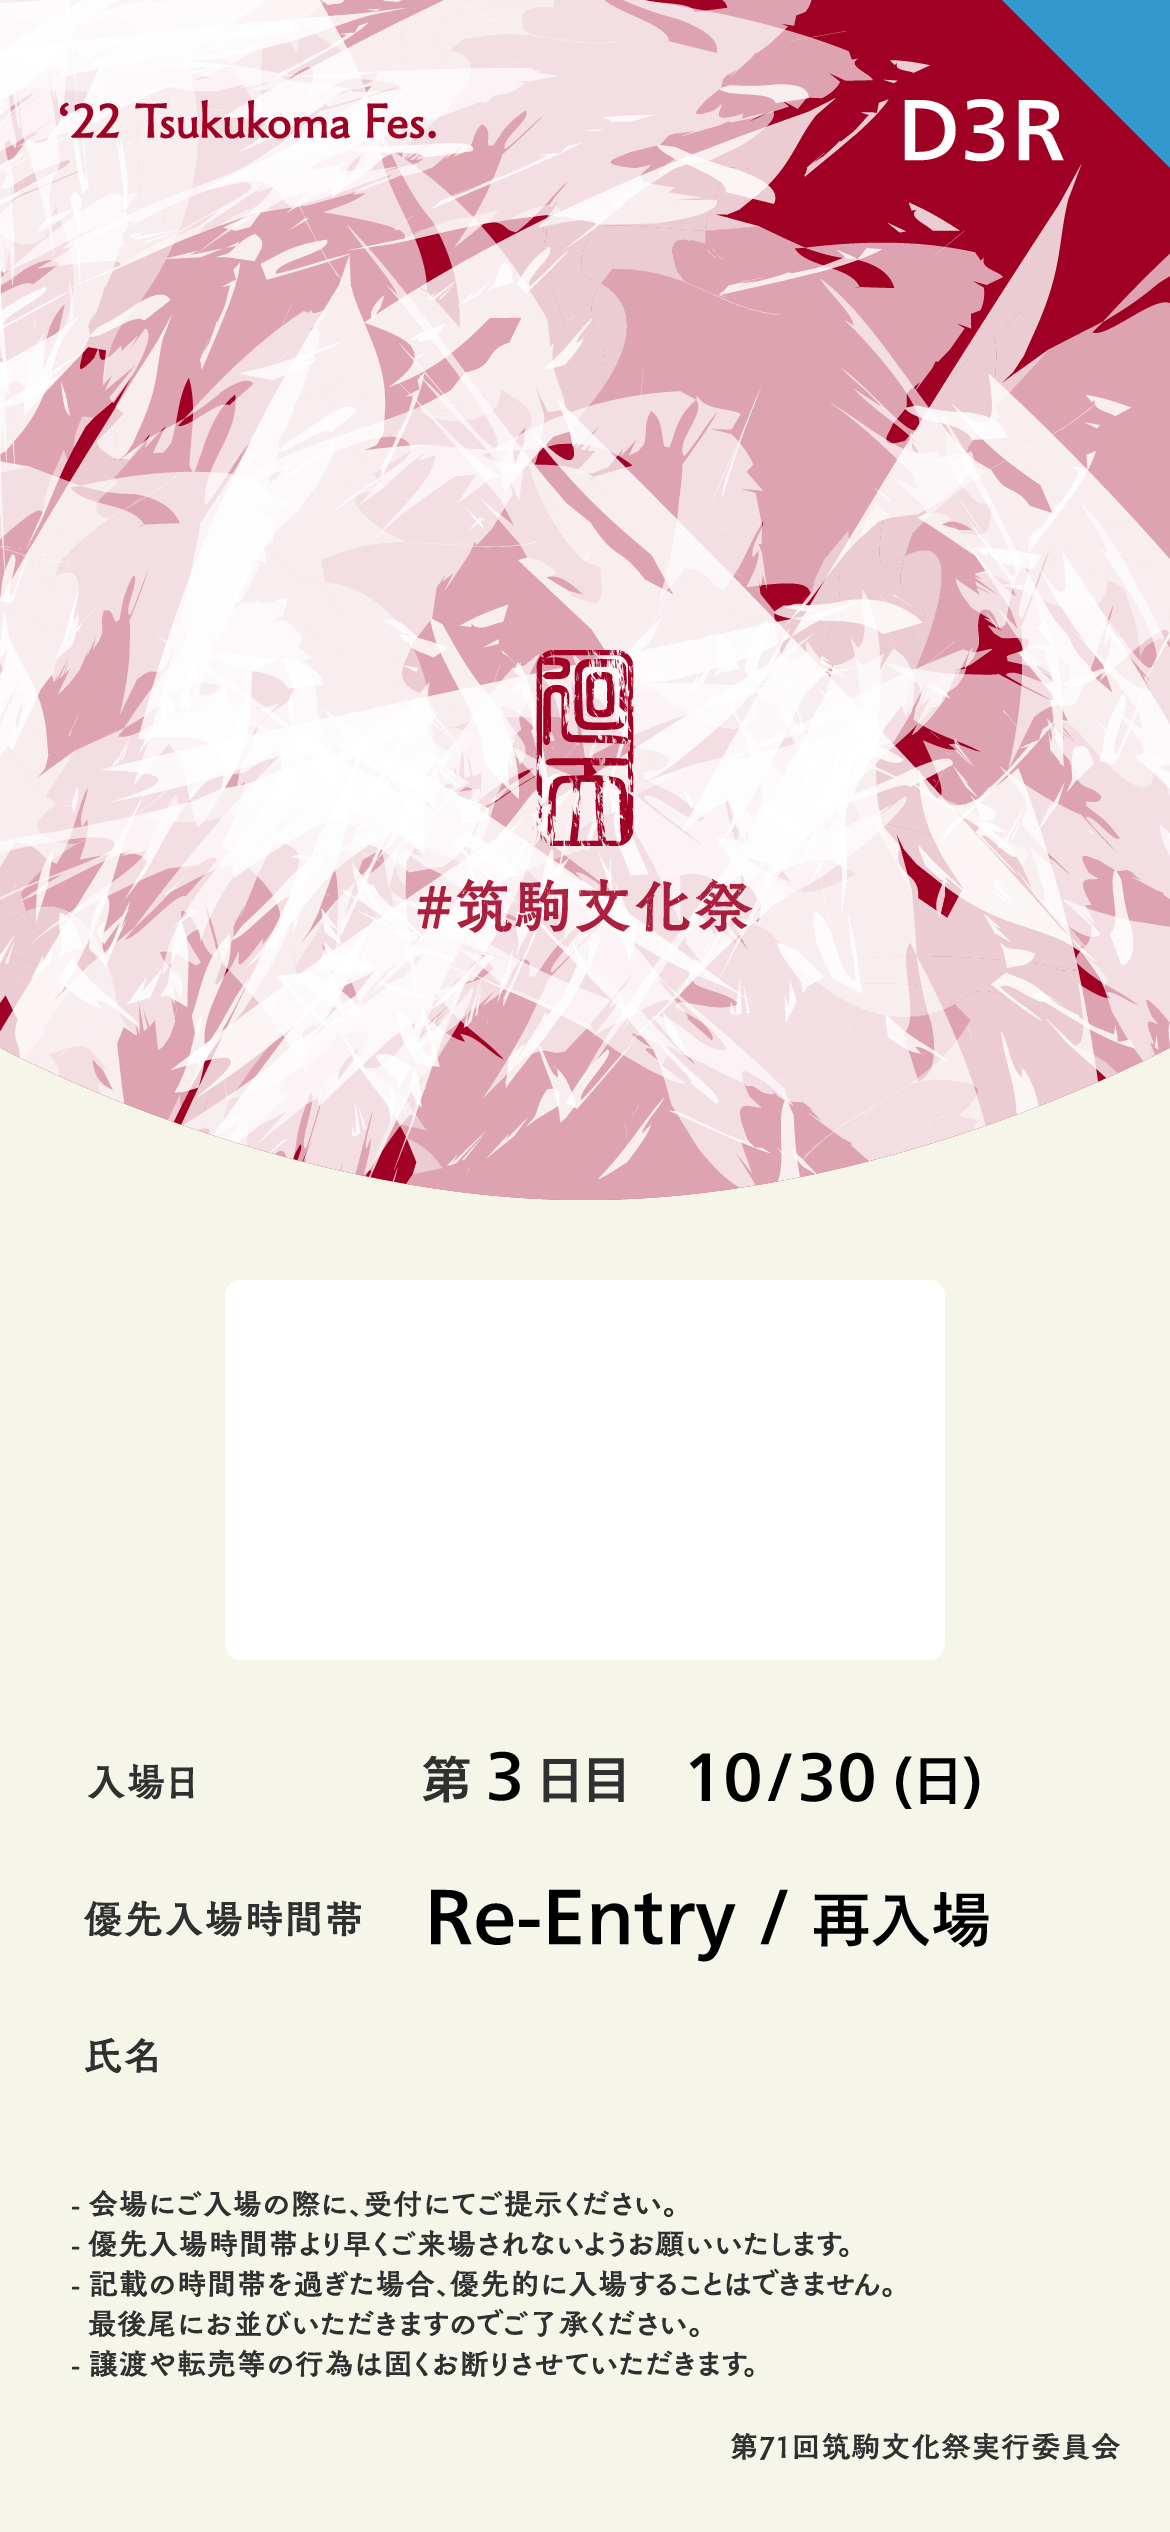 ‘22 Tsukukoma Fes.
D3R
#筑駒文化祭
入場日 第 3 日目 10/30 (日)
優先入場時間帯 Re-Entry / 再入場
氏名
- 会場にご入場の際に、受付にてご提示ください。
- 優先入場時間帯より早くご来場されないようお願いいたします。
- 記載の時間帯を過ぎた場合、優先的に入場することはできません。
最後尾にお並びいただきますのでご了承ください。
- 譲渡や転売等の行為は固くお断りさせていただきます。
第71回筑駒文化祭実行委員会